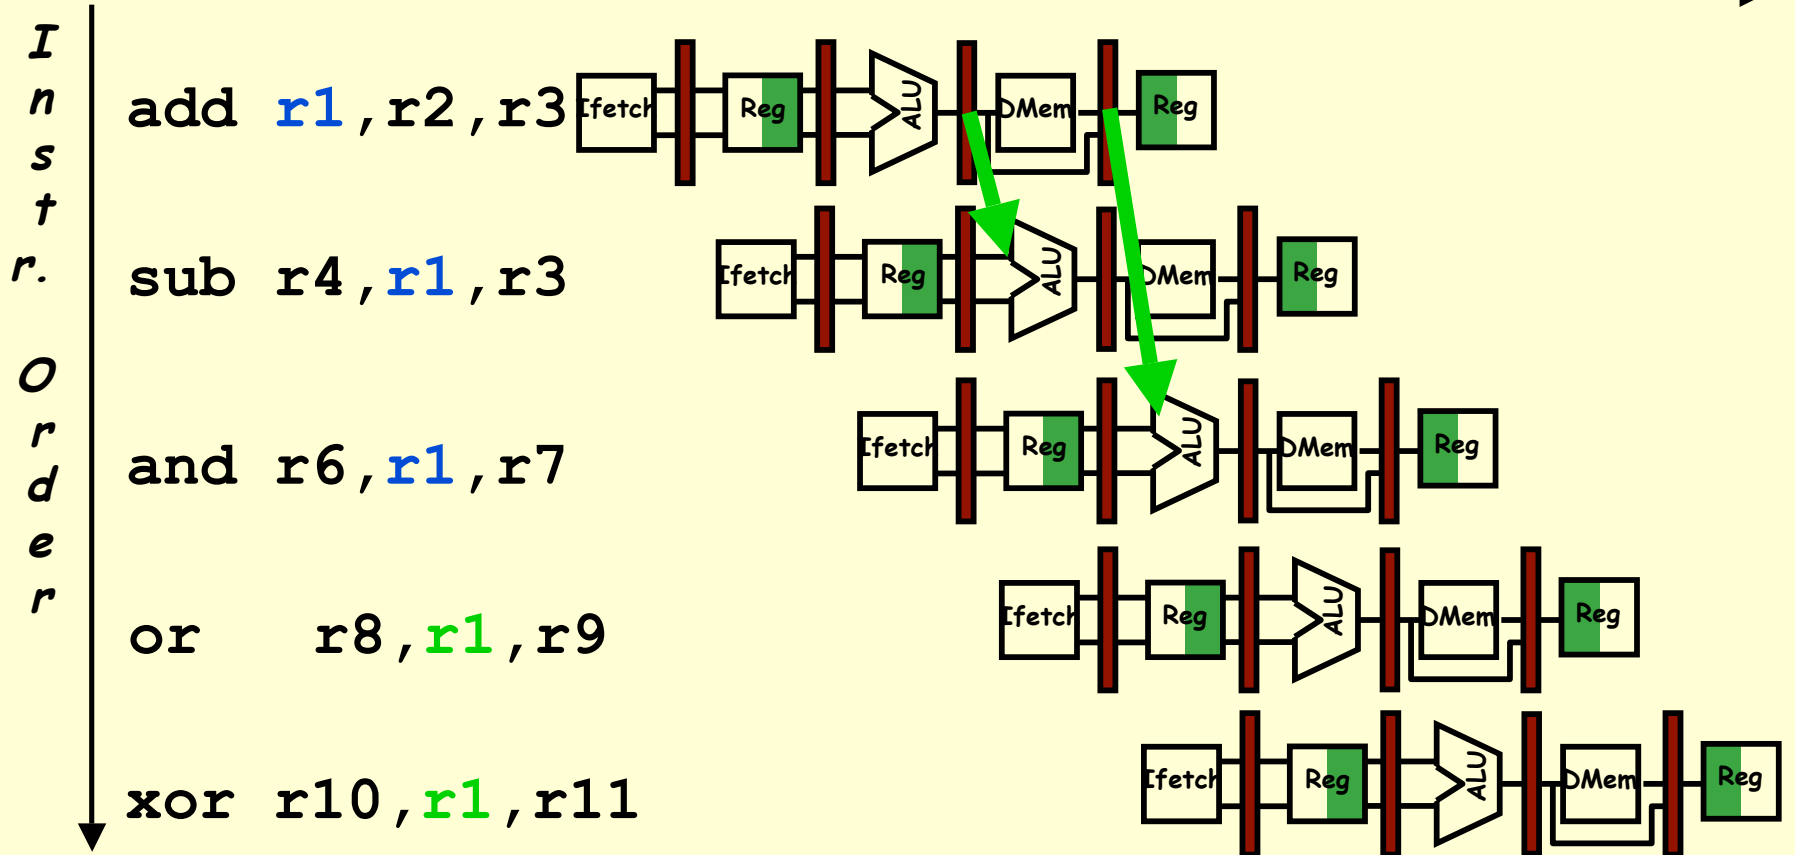 Instr. Order
add r1,r2,r3 Ifetch Reg ALU DMem Reg
sub r4,r1,r3 Ifetch Reg ALU DMem Reg
and r6,r1,r7 Ifetch Reg ALU DMem Reg
or r8,r1,r9 Ifetch Reg ALU DMem Reg
xor r10,r1,r11 Ifetch Reg ALU DMem Reg